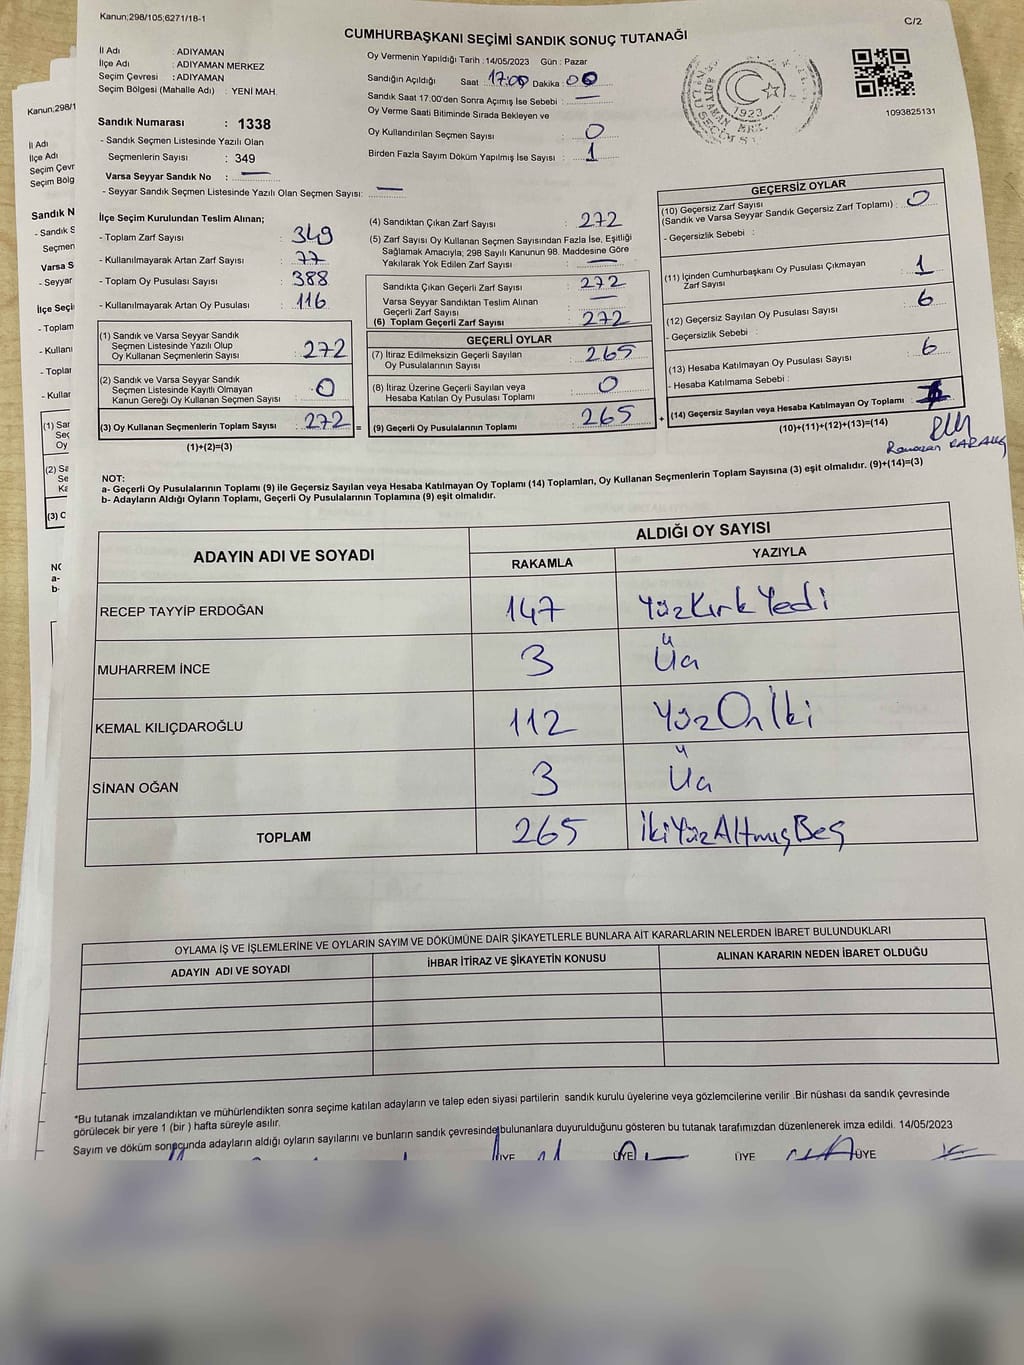 Kanun;298/105;6271/18-1
C/2
CUMHURBAŞKANI SEÇİMİ SANDIK SONUÇ TUTANAĞI
İl Adı : ADIYAMAN
İlçe Adı : ADIYAMAN MERKEZ
Seçim Çevresi : ADIYAMAN
Seçim Bölgesi (Mahalle Adı) : YENİ MAH.
Oy Vermenin Yapıldığı Tarih : 14/05/2023 Gün : Pazar
Sandığın Açıldığı Saat 17:00 Dakika : 00
Sandık Saat 17:00'den Sonra Açımış İse Sebebi : —
Oy Verme Saati Bitiminde Sırada Bekleyen ve
Oy Kullandırılan Seçmen Sayısı : 0
Birden Fazla Sayım Döküm Yapılmış İse Sayısı : 1
1923
1093825131
Sandık Numarası : 1338
- Sandık Seçmen Listesinde Yazılı Olan
Seçmenlerin Sayısı : 349
Varsa Seyyar Sandık No : —
- Seyyar Sandık Seçmen Listesinde Yazılı Olan Seçmen Sayısı: —
İlçe Seçim Kurulundan Teslim Alınan;
- Toplam Zarf Sayısı : 349
- Kullanılmayarak Artan Zarf Sayısı : 77
- Toplam Oy Pusulası Sayısı : 388
- Kullanılmayarak Artan Oy Pusulası : 116
(1) Sandık ve Varsa Seyyar Sandık
Seçmen Listesinde Yazılı Olup
Oy Kullanan Seçmenlerin Sayısı : 272
(2) Sandık ve Varsa Seyyar Sandık
Seçmen Listesinde Kayıtlı Olmayan
Kanun Gereği Oy Kullanan Seçmen Sayısı : 0
(3) Oy Kullanan Seçmenlerin Toplam Sayısı : 272 =
(1)+(2)=(3)
(4) Sandıktan Çıkan Zarf Sayısı : 272
(5) Zarf Sayısı Oy Kullanan Seçmen Sayısından Fazla İse, Eşitliği
Sağlamak Amacıyla; 298 Sayılı Kanunun 98. Maddesine Göre
Yakılarak Yok Edilen Zarf Sayısı : —
Sandıkta Çıkan Geçerli Zarf Sayısı : 272
Varsa Seyyar Sandıktan Teslim Alınan
Geçerli Zarf Sayısı : —
(6) Toplam Geçerli Zarf Sayısı : 272
GEÇERLİ OYLAR
(7) İtiraz Edilmeksizin Geçerli Sayılan
Oy Pusulasının Sayısı : 265
(8) İtiraz Üzerine Geçerli Sayılan veya
Hesaba Katılan Oy Pusulası Toplamı : 0
(9) Geçerli Oy Pusulalarının Toplamı : 265 +
GEÇERSİZ OYLAR
(10) Geçersiz Zarf Sayısı
(Sandık ve Varsa Seyyar Sandık Geçersiz Zarf Toplamı) : 0
- Geçersizlik Sebebi :
(11) İçinden Cumhurbaşkanı Oy Pusulası Çıkmayan
Zarf Sayısı : 1
(12) Geçersiz Sayılan Oy Pusulası Sayısı : 6
- Geçersizlik Sebebi :
(13) Hesaba Katılmayan Oy Pusulası Sayısı : 6
- Hesaba Katılmama Sebebi :
(14) Geçersiz Sayılan veya Hesaba Katılmayan Oy Toplamı
(10)+(11)+(12)+(13)=(14)
Ramazan
NOT:
a- Geçerli Oy Pusulalarının Toplamı (9) ile Geçersiz Sayılan veya Hesaba Katılmayan Oy Toplamı (14) Toplamları, Oy Kullanan Seçmenlerin Toplam Sayısına (3) eşit olmalıdır. (9)+(14)=(3)
b- Adayların Aldığı Oyların Toplamı, Geçerli Oy Pusulalarının Toplamına (9) eşit olmalıdır.
ADAYIN ADI VE SOYADI
ALDIĞI OY SAYISI
RAKAMLA YAZIYLA
RECEP TAYYİP ERDOĞAN 147 YüzKırkYedi
MUHARREM İNCE 3 Üç
KEMAL KILIÇDAROĞLU 112 YüzOnİki
SİNAN OĞAN 3 Üç
TOPLAM 265 İkiYüzAltmışBeş
OYLAMA İŞ VE İŞLEMLERİNE VE OYLARIN SAYIM VE DÖKÜMÜNE DAİR ŞİKAYETLERLE BUNLARA AİT KARARLARIN NELERDEN İBARET BULUNDUKLARI
ADAYIN ADI VE SOYADI İHBAR İTİRAZ VE ŞİKAYETİN KONUSU ALINAN KARARIN NEDEN İBARET OLDUĞU
*Bu tutanak imzalandıktan ve mühürlendikten sonra seçime katılan adayların ve talep eden siyasi partilerin sandık kurulu üyelerine veya gözlemcilerine verilir .Bir nüshası da sandık çevresinde
görülecek bir yere 1 (bir ) hafta süreyle asılır.
Sayım ve döküm sonucunda adayların aldığı oyların sayılarını ve bunların sandık çevresinde bulunanlara duyurulduğunu gösteren bu tutanak tarafımızdan düzenlenerek imza edildi. 14/05/2023
ÜYE ÜYE ÜYE ÜYE